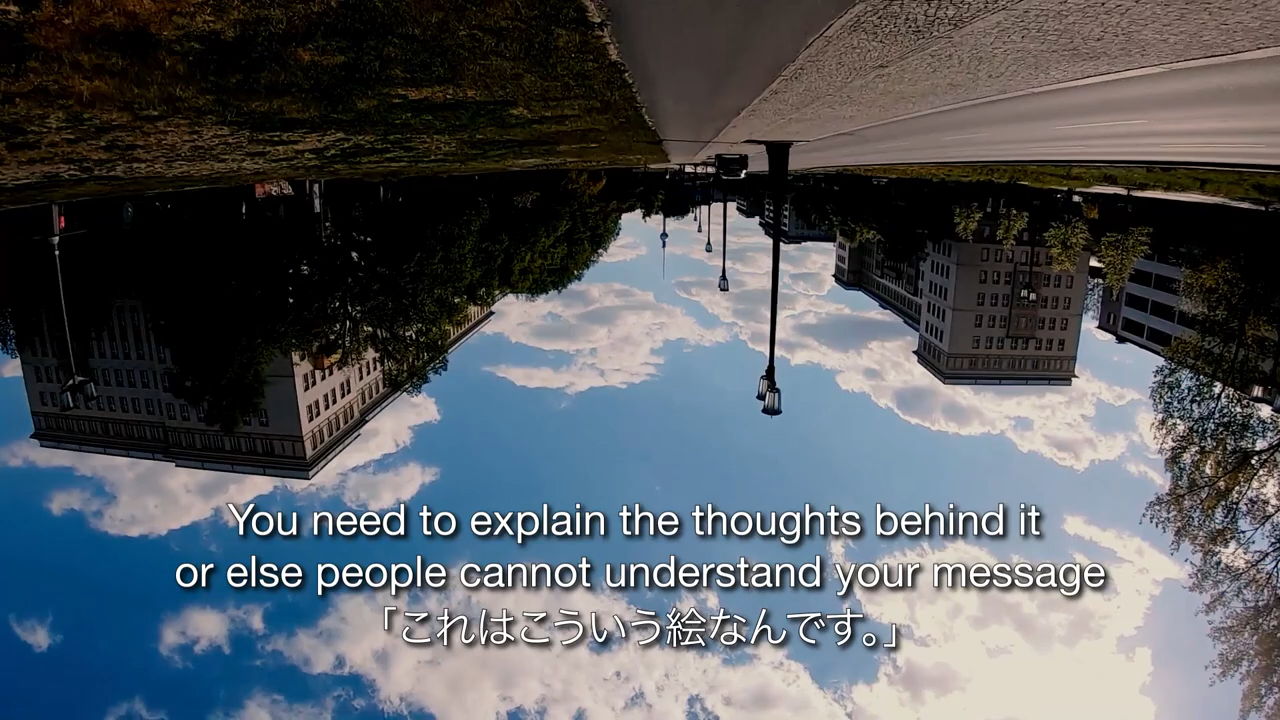 You need to explain the thoughts behind it
or else people cannot understand your message
「これはこういう絵なんです。」